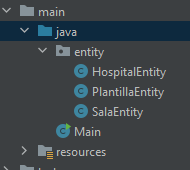 main
java
entity
HospitalEntity
PlantillaEntity
SalaEntity
Main
resources